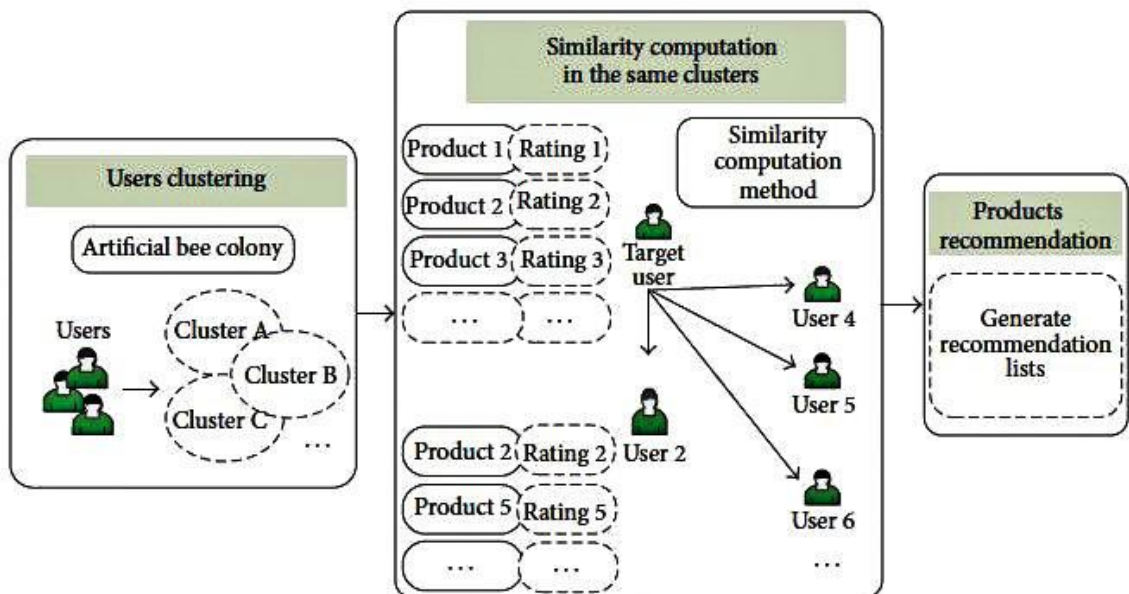 Users clustering
Artificial bee colony
Users
Cluster A
Cluster B
Cluster C
...
Similarity computation
in the same clusters
Product 1 Rating 1
Product 2 Rating 2
Product 3 Rating 3
... ...
Similarity
computation
method
Target
user
User 4
User 5
User 2
User 6
...
Product 2 Rating 2
Product 5 Rating 5
... ...
Products
recommendation
Generate
recommendation
lists